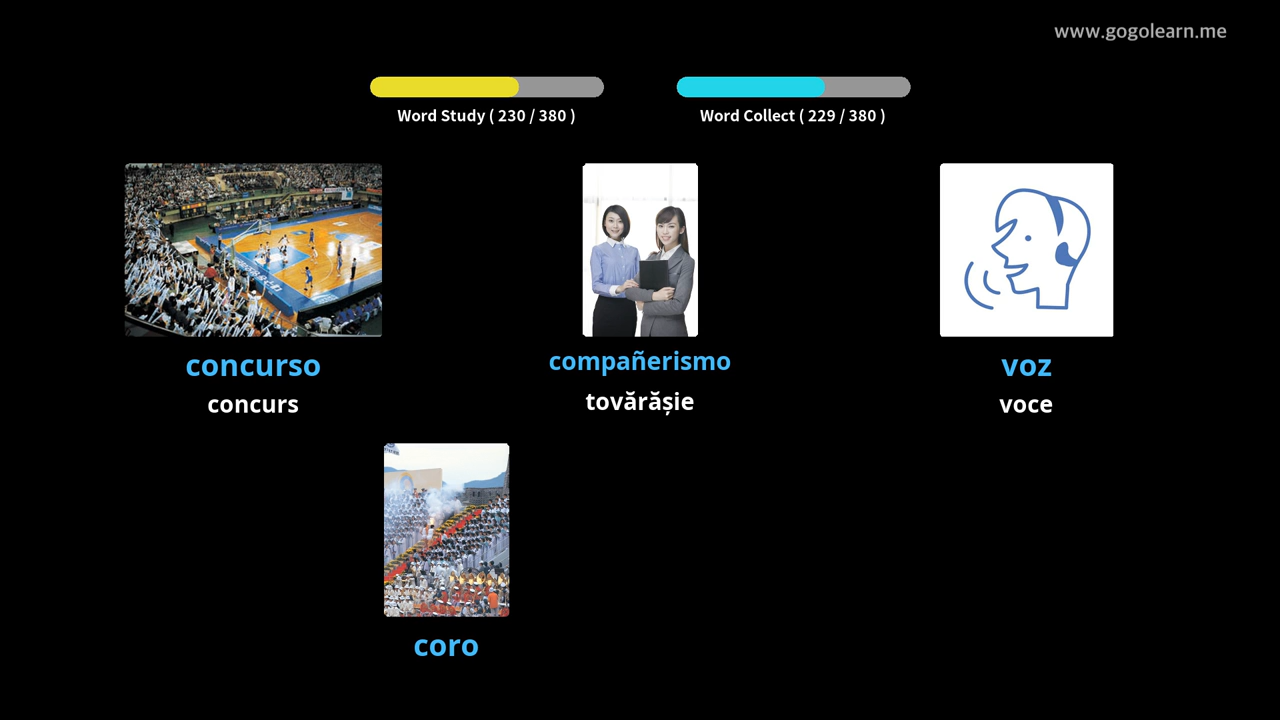 www.gogolearn.me
Word Study ( 230 / 380 )
Word Collect ( 229 / 380 )
concurso
concurs
compañerismo
tovărășie
voz
voce
coro